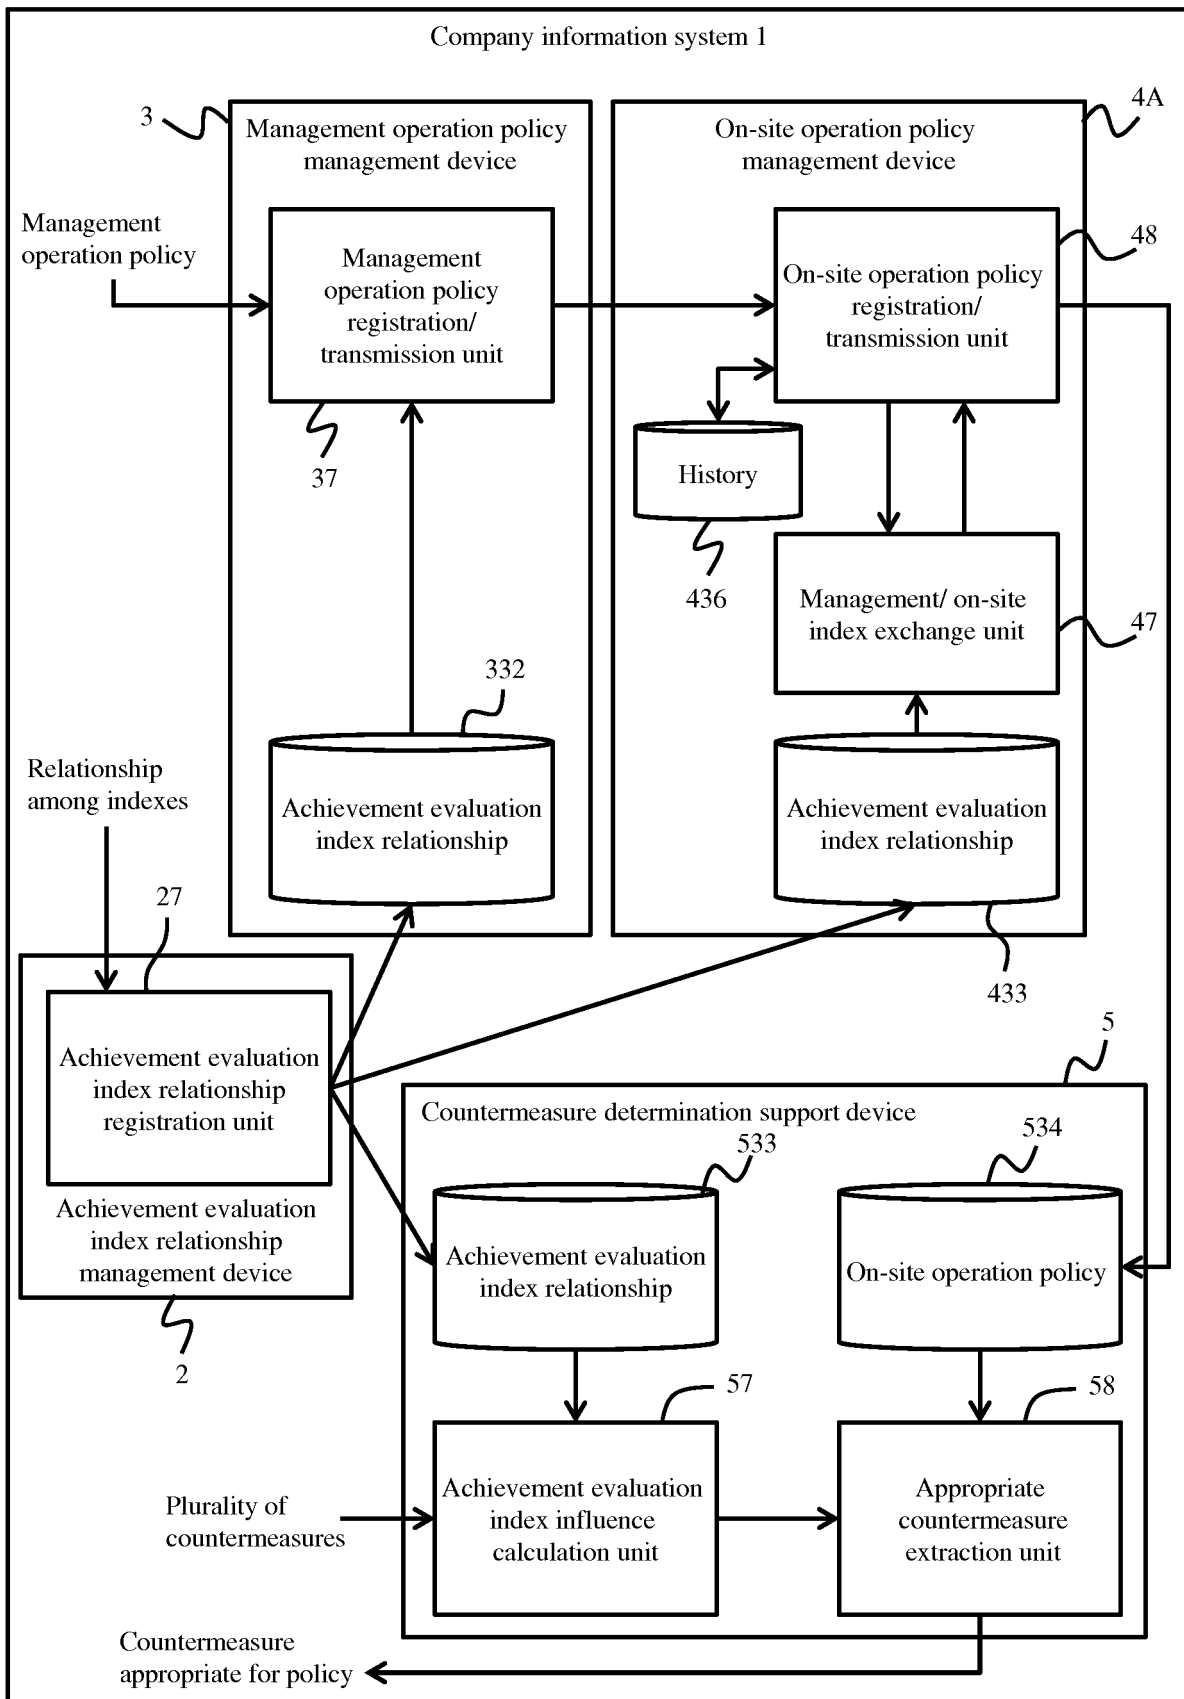 Company information system 1
3
Management operation policy
management device
On-site operation policy
management device
4A
Management
operation policy
Management
operation policy
registration/
transmission unit
37
48
On-site operation policy
registration/
transmission unit
History
436
Management/ on-site
index exchange unit
47
332
Achievement evaluation
index relationship
Achievement evaluation
index relationship
433
Relationship
among indexes
27
Achievement evaluation
index relationship
registration unit
Achievement evaluation
index relationship
management device
2
5
Countermeasure determination support device
533
Achievement evaluation
index relationship
534
On-site operation policy
57
58
Plurality of
countermeasures
Achievement evaluation
index influence
calculation unit
Appropriate
countermeasure
extraction unit
Countermeasure
appropriate for policy